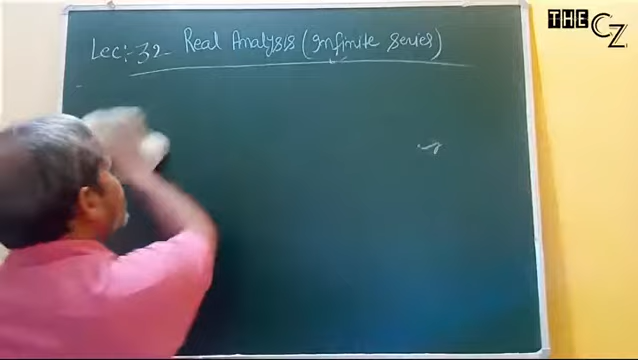 Lec:- 32- Real Analysis (Infinite Series)
THE CZ